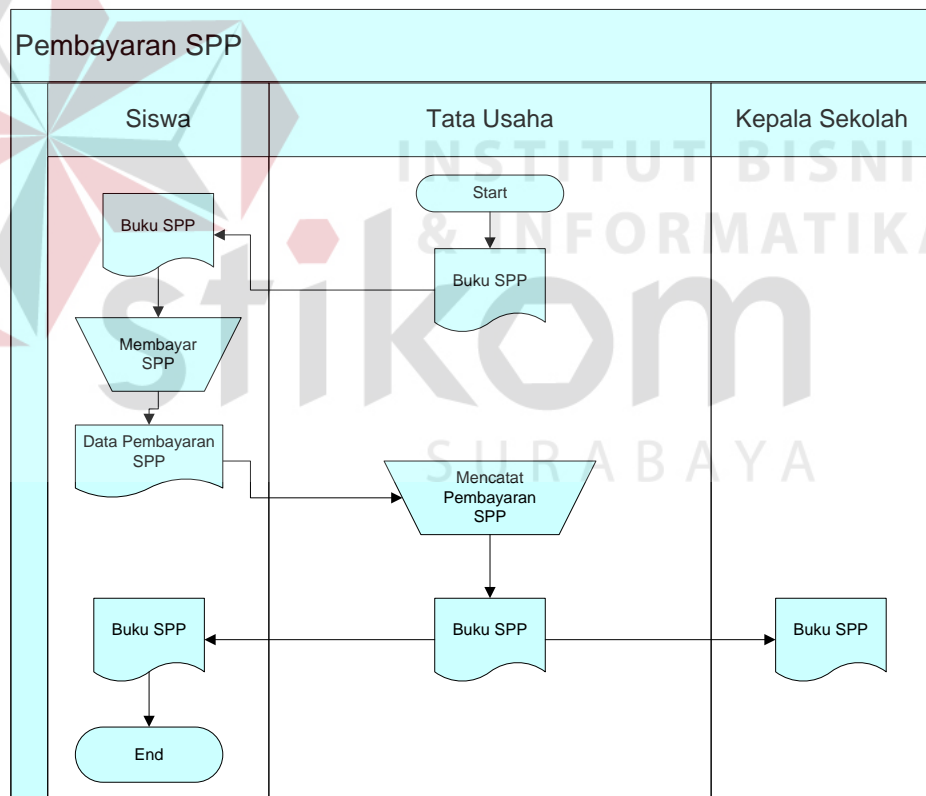 Pembayaran SPP
Siswa
Tata Usaha
Kepala Sekolah
INSTITUT BISNI
& INFORMATIKA
stikom
SURABAYA
Start
Buku SPP
Buku SPP
Membayar
SPP
Data Pembayaran
SPP
Mencatat
Pembayaran
SPP
Buku SPP
Buku SPP
Buku SPP
End